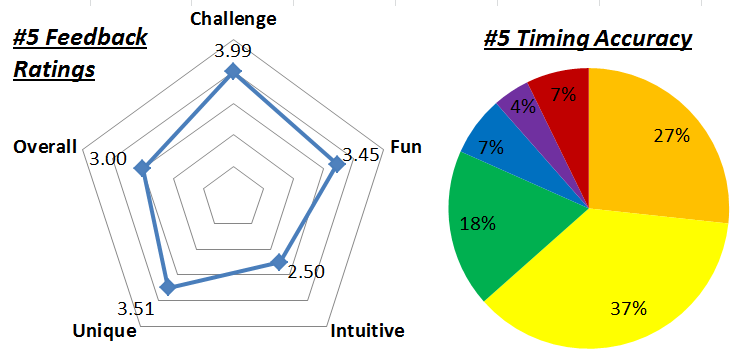 #5 Feedback
Ratings
Challenge
3.99
Overall
3.00
3.45
Fun
2.50
3.51
Unique
Intuitive
#5 Timing Accuracy
7%
4%
27%
7%
18%
37%